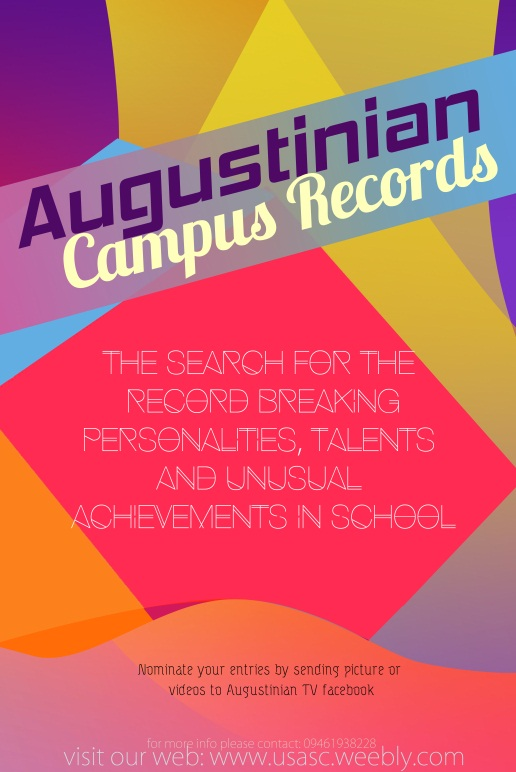 Augustinian
Campus Records
THE SEARCH FOR THE
RECORD BREAKING
PERSONALITIES, TALENTS
AND UNUSUAL
ACHIEVEMENTS IN SCHOOL
Nominate your entries by sending picture or
videos to Augustinian TV facebook
for more info please contact: 09461938228
visit our web: www.usasc.weebly.com